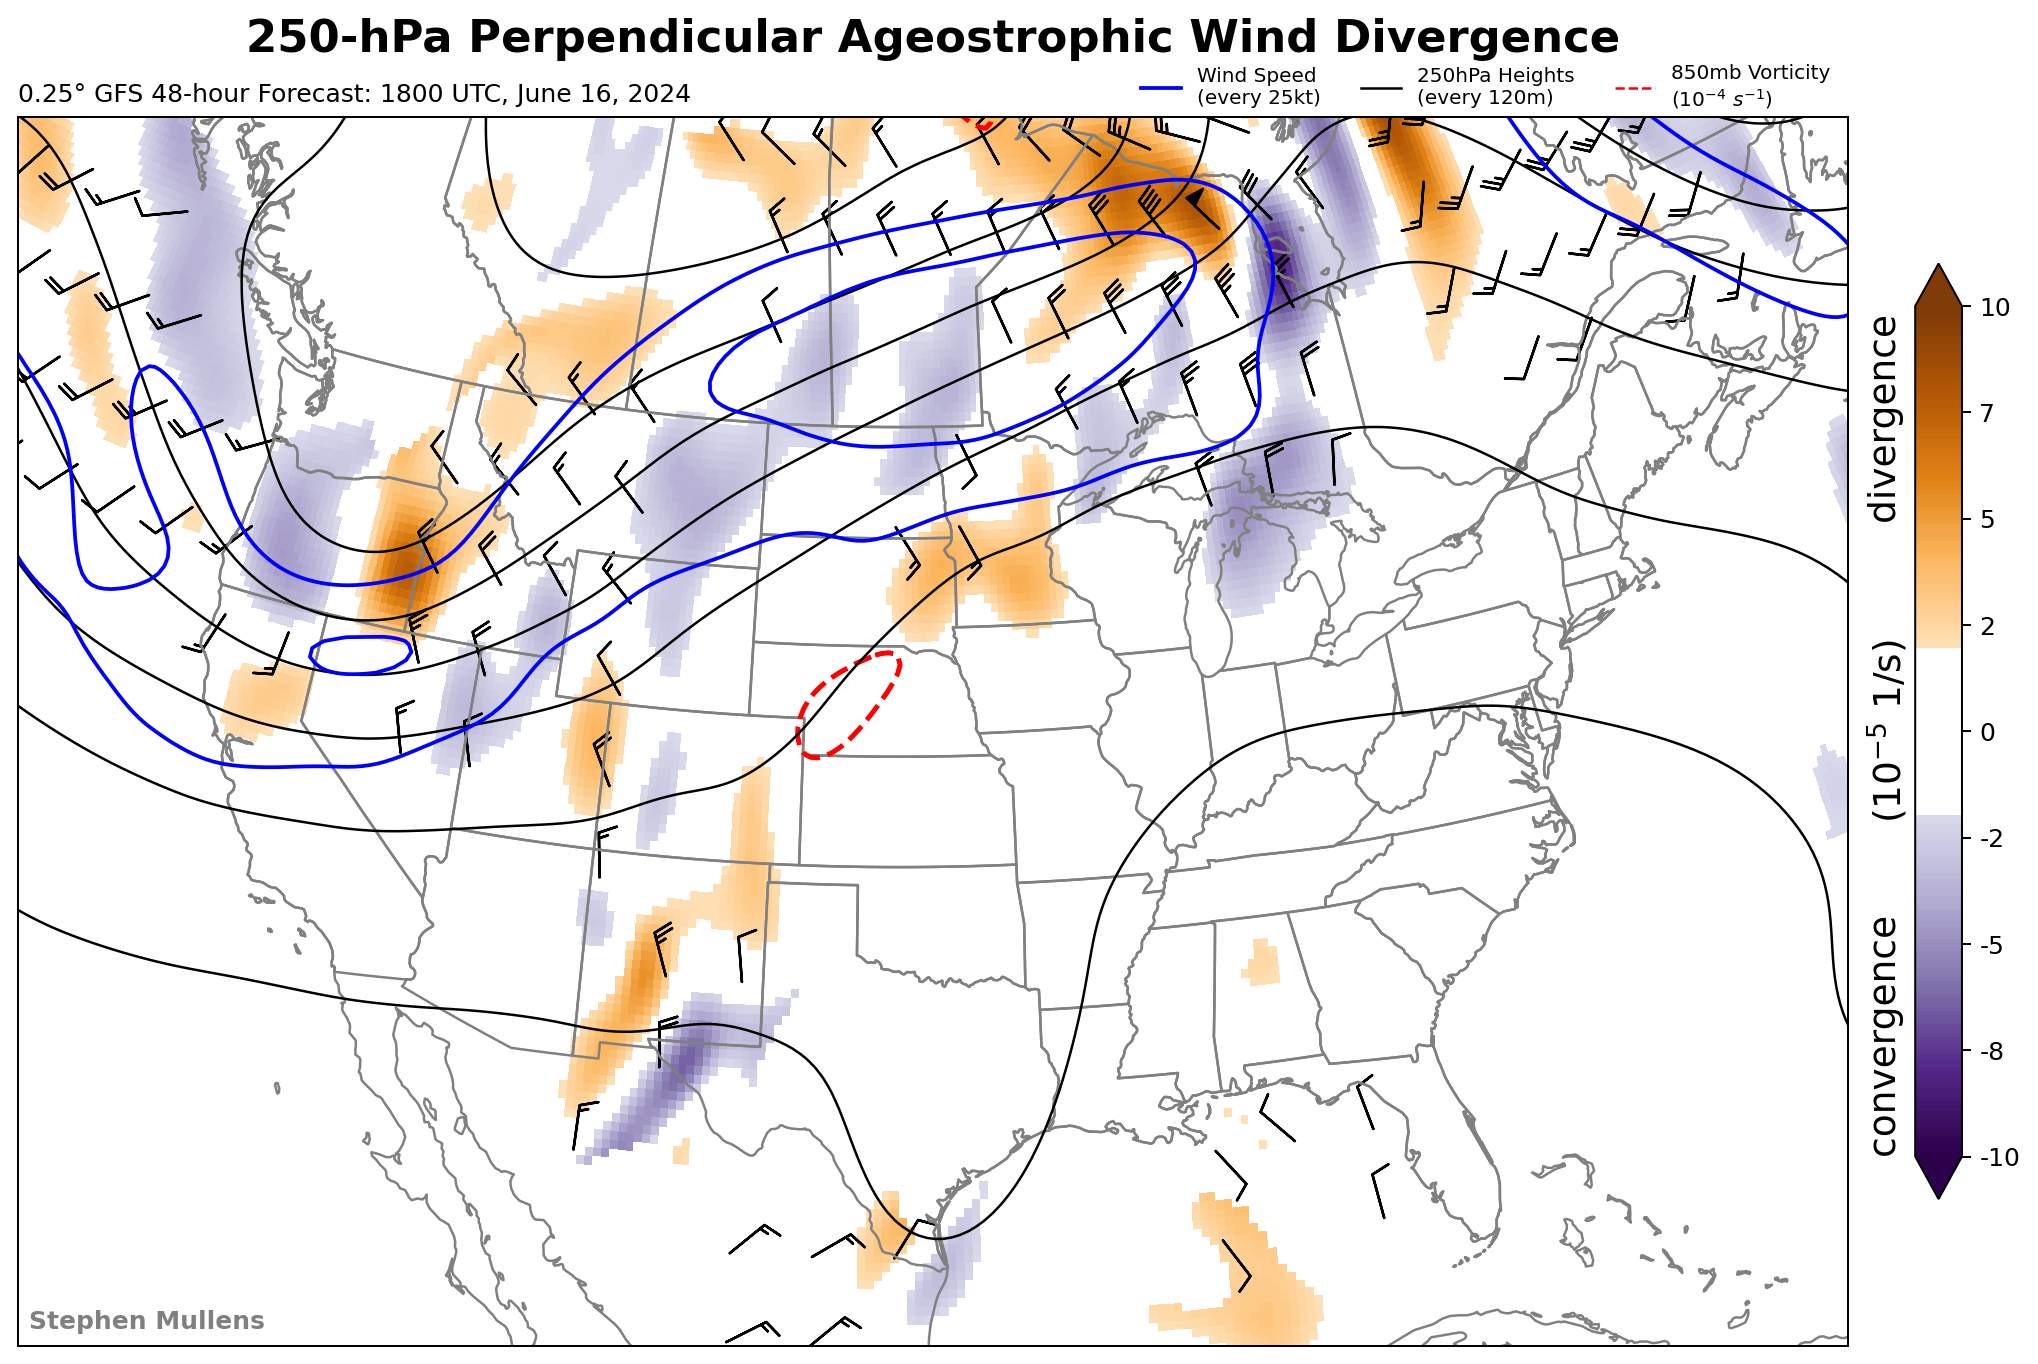 250-hPa Perpendicular Ageostrophic Wind Divergence
0.25° GFS 48-hour Forecast: 1800 UTC, June 16, 2024
Wind Speed
(every 25kt)
250hPa Heights
(every 120m)
850mb Vorticity
(10⁻⁴ s⁻¹)
10
7
5
2
0
-2
-5
-8
-10
convergence (10⁻⁵ 1/s) divergence
Stephen Mullens